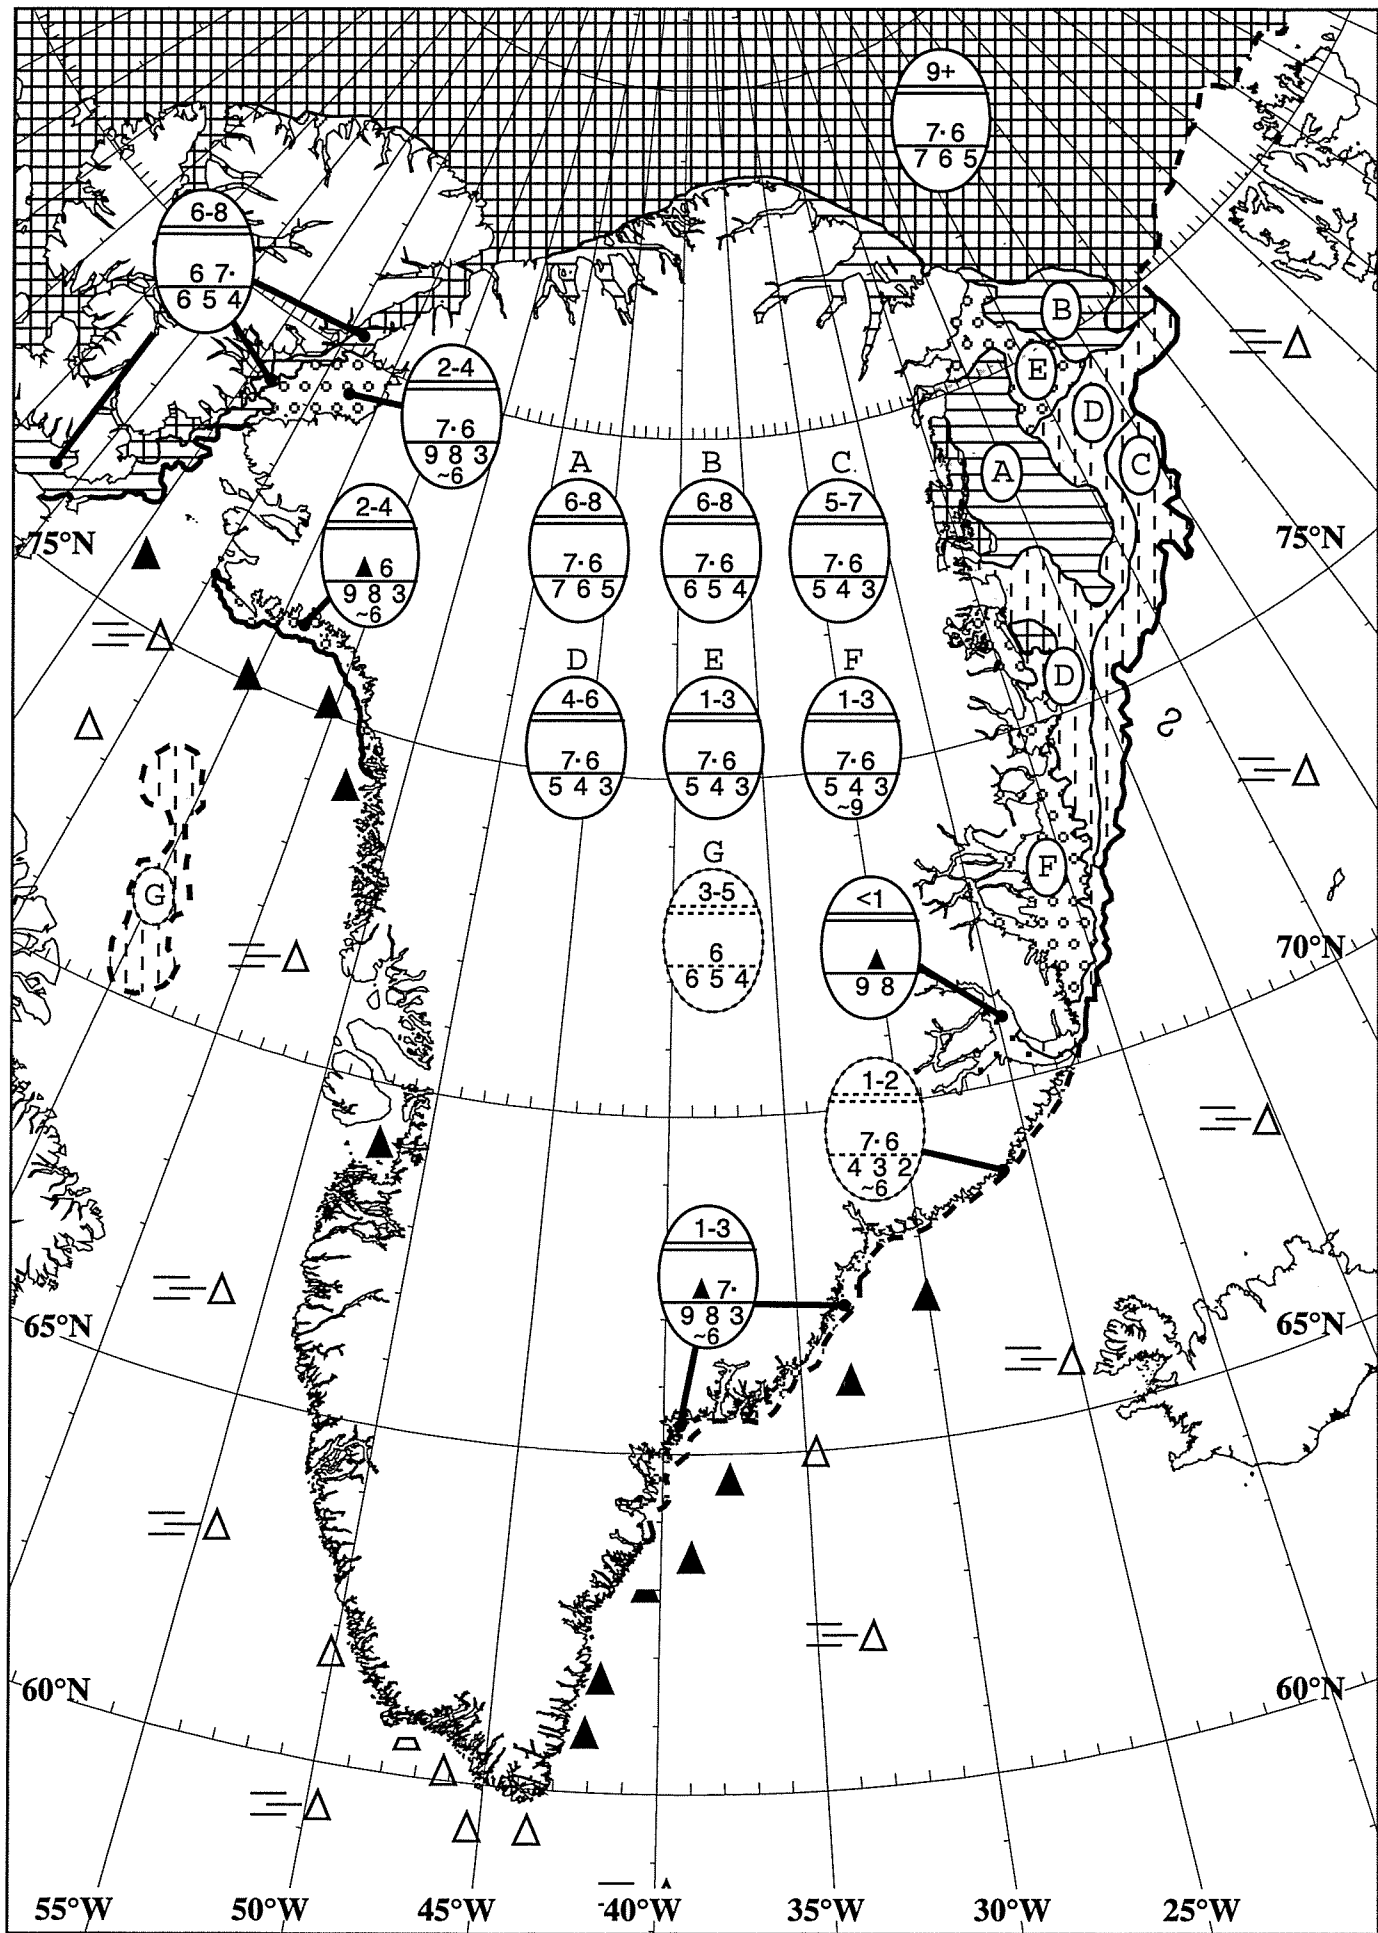 9+
7· 6
7 6 5
6-8
6 7·
6 5 4
B
E
2-4
7· 6
9 8 3
~6
D
A
C
A
B
C.
6-8
6-8
5-7
2-4
75°N
75°N
7· 6
7· 6
7· 6
▲ 6
7 6 5
6 5 4
5 4 3
9 8 3
~6
D
E
F
D
4-6
1-3
1-3
7· 6
7· 6
7· 6
5 4 3
5 4 3
5 4 3
~9
G
F
G
3-5
<1
6
▲
6 5 4
9 8
70°N
1-2
7· 6
4 3 2
~6
1-3
▲ 7·
9 8 3
~6
65°N
65°N
60°N
60°N
55°W
50°W
45°W
40°W
35°W
30°W
25°W